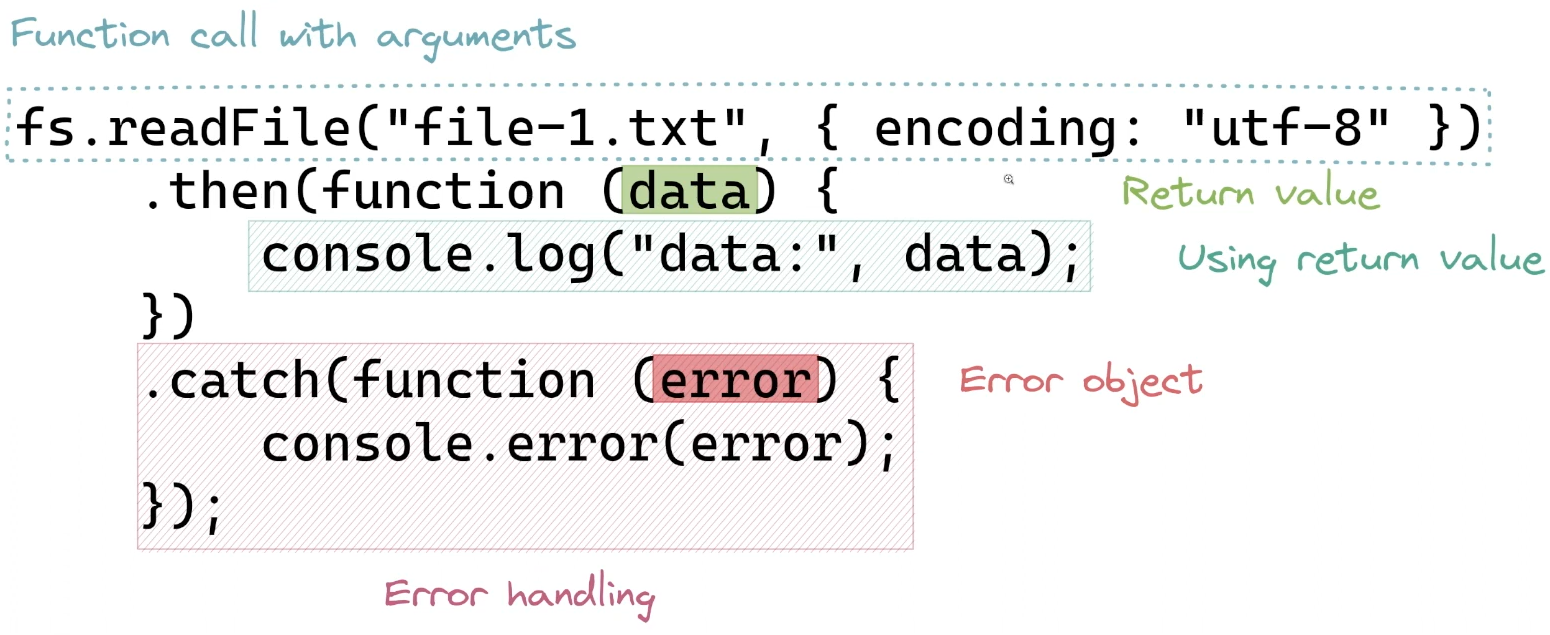 Function call with arguments
fs.readFile("file-1.txt", { encoding: "utf-8" })
.then(function (data) {
Return value
console.log("data:", data);
Using return value
})
.catch(function (error) {
Error object
console.error(error);
});
Error handling